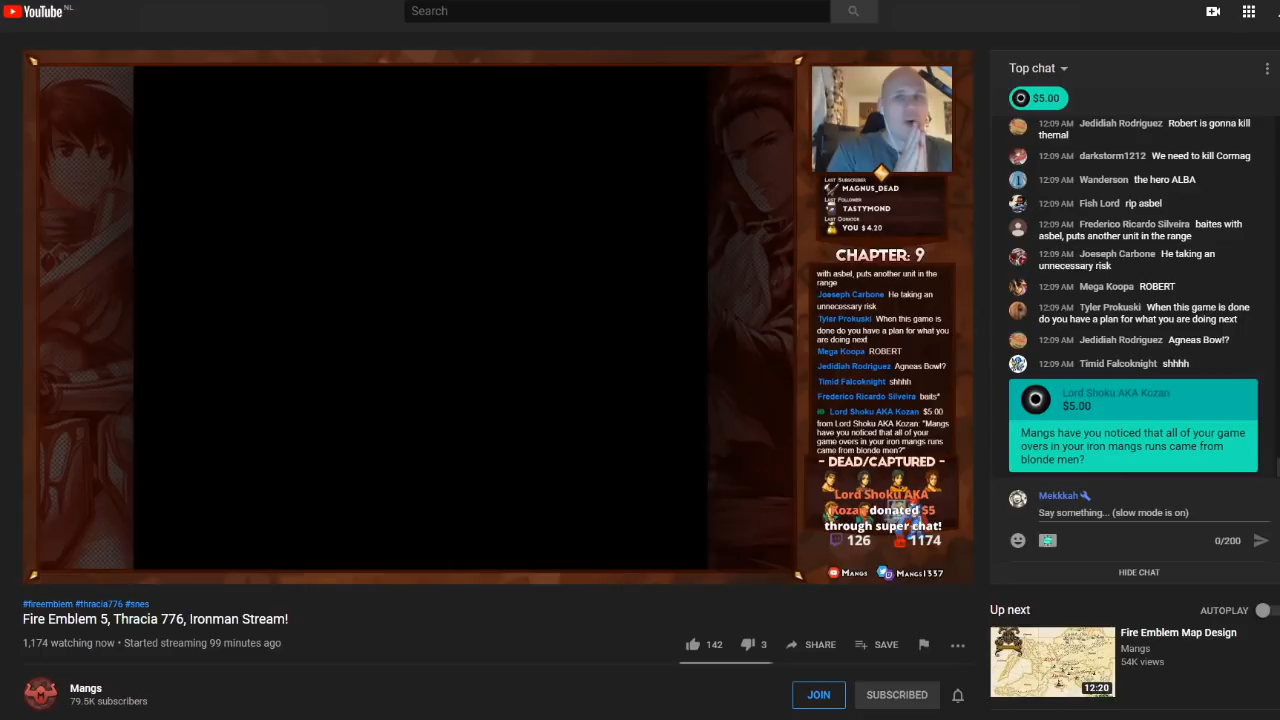 YouTube NL
Search
LAST SUBSCRIBER
MAGNUS_DEAD
LAST FOLLOWER
TASTYMOND
LAST DONATOR
YOU $4.20
CHAPTER: 9
with asbel, puts another unit in the
range
Joeseph Carbone He taking an
unnecessary risk
Tyler Prokuski When this game is
done do you have a plan for what you
are doing next
Mega Koopa ROBERT
Jedidiah Rodriguez Agneas Bow!?
Timid Falcoknight shhhh
Frederico Ricardo Silveira baits*
Lord Shoku AKA Kozan $5.00
from Lord Shoku AKA Kozan: "Mangs
have you noticed that all of your
game overs in your iron mangs runs
came from blonde men?"
- DEAD/CAPTURED -
Lord Shoku AKA
Kozan donated $5
through super chat!
126 1174
Mangs Mangs1337
Top chat
$5.00
12:09 AM Jedidiah Rodriguez Robert is gonna kill
themal
12:09 AM darkstorm1212 We need to kill Cormag
12:09 AM Wanderson the hero ALBA
12:09 AM Fish Lord rip asbel
12:09 AM Frederico Ricardo Silveira baites with
asbel, puts another unit in the range
12:09 AM Joeseph Carbone He taking an
unnecessary risk
12:09 AM Mega Koopa ROBERT
12:09 AM Tyler Prokuski When this game is done
do you have a plan for what you are doing next
12:09 AM Jedidiah Rodriguez Agneas Bow!?
12:09 AM Timid Falcoknight shhhh
Lord Shoku AKA Kozan
$5.00
Mangs have you noticed that all of your game
overs in your iron mangs runs came from
blonde men?
Mekkkah
Say something... (slow mode is on)
0/200
HIDE CHAT
#fireemblem #thracia776 #snes
Fire Emblem 5, Thracia 776, Ironman Stream!
1,174 watching now • Started streaming 99 minutes ago
142 3 SHARE SAVE
Mangs
79.5K subscribers
JOIN SUBSCRIBED
Up next AUTOPLAY
Fire Emblem Map Design
Mangs
54K views
12:20